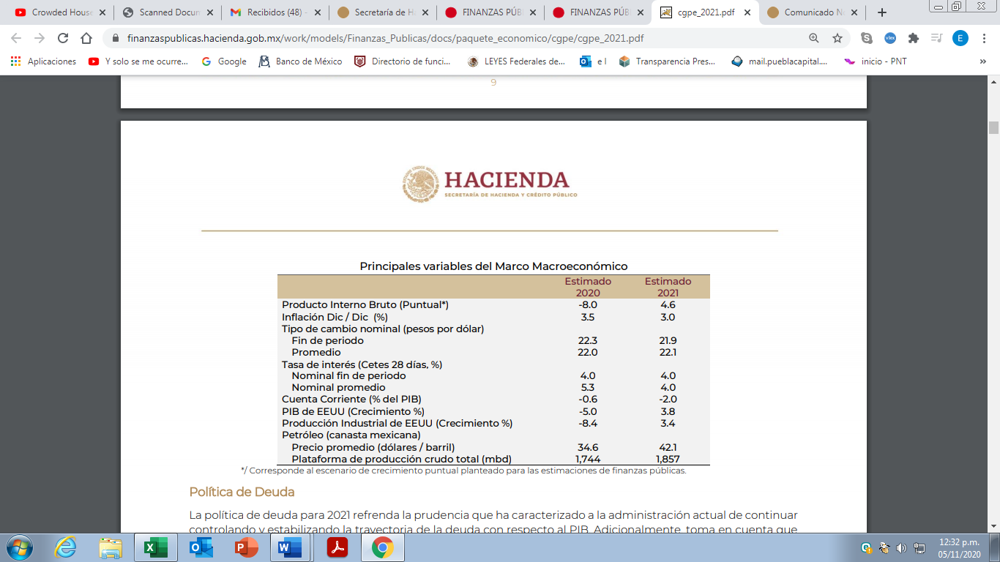 Crowded House
Scanned Docun
Recibidos (48) -
Secretaría de H
FINANZAS PÚB
FINANZAS PÚB
cgpe_2021.pdf
Comunicado N
finanzaspublicas.hacienda.gob.mx/work/models/Finanzas_Publicas/docs/paquete_economico/cgpe/cgpe_2021.pdf
E
Aplicaciones
Y solo se me ocurre...
Google
Banco de México
Directorio de funci...
LEYES Federales de...
e l
Transparencia Pres...
mail.pueblacapital....
inicio - PNT
»
9
HACIENDA
SECRETARÍA DE HACIENDA Y CRÉDITO PÚBLICO
Principales variables del Marco Macroeconómico
Estimado Estimado
2020 2021
Producto Interno Bruto (Puntual*) -8.0 4.6
Inflación Dic / Dic (%) 3.5 3.0
Tipo de cambio nominal (pesos por dólar)
Fin de periodo 22.3 21.9
Promedio 22.0 22.1
Tasa de interés (Cetes 28 días, %)
Nominal fin de periodo 4.0 4.0
Nominal promedio 5.3 4.0
Cuenta Corriente (% del PIB) -0.6 -2.0
PIB de EEUU (Crecimiento %) -5.0 3.8
Producción Industrial de EEUU (Crecimiento %) -8.4 3.4
Petróleo (canasta mexicana)
Precio promedio (dólares / barril) 34.6 42.1
Plataforma de producción crudo total (mbd) 1,744 1,857
*/ Corresponde al escenario de crecimiento puntual planteado para las estimaciones de finanzas públicas.
Política de Deuda
La política de deuda para 2021 refrenda la prudencia que ha caracterizado a la administración actual de continuar
controlando y estabilizando la trayectoria de la deuda con respecto al PIB. Adicionalmente, toma en cuenta que
12:32 p.m.
05/11/2020